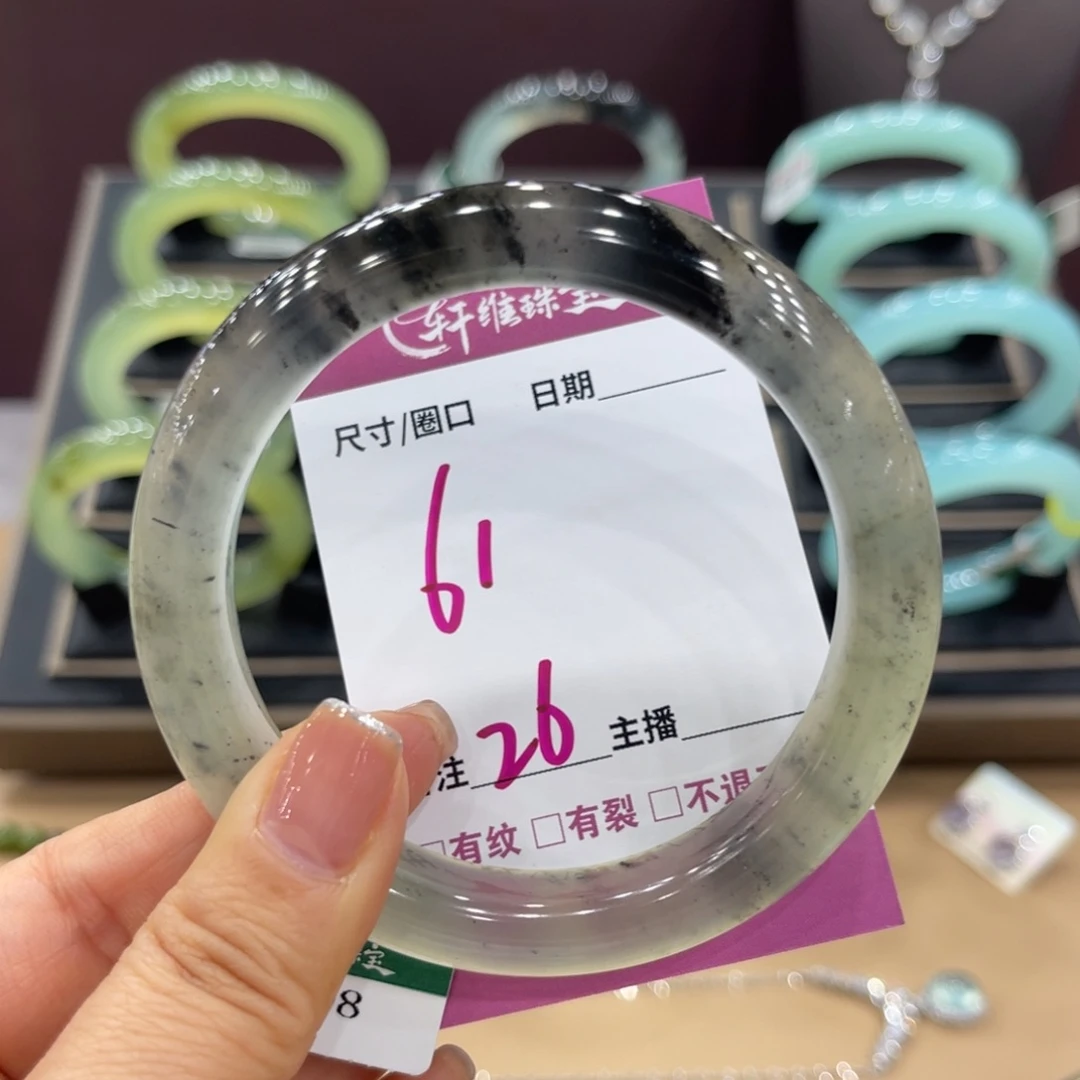 轩维珠宝
尺寸/圈口 日期
61
注 26 主播
□有纹 □有裂 □不退
宝
8